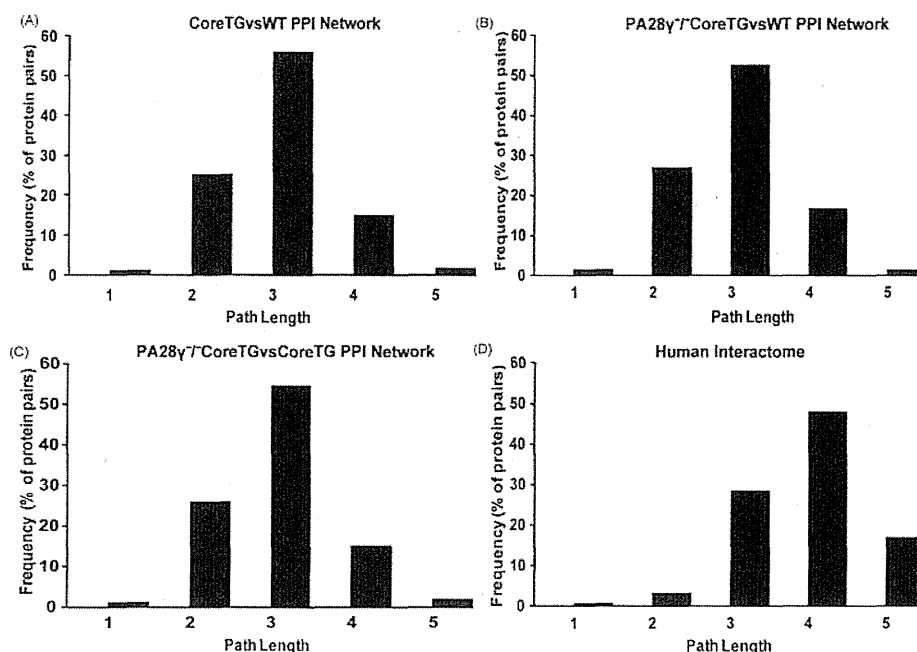 (A)
CoreTGvsWT PPI Network
Frequency (% of protein pairs)
60
50
40
30
20
10
0
1 2 3 4 5
Path Length
(B)
PA28γ⁻/⁻CoreTGvsWT PPI Network
Frequency (% of protein pairs)
60
50
40
30
20
10
0
1 2 3 4 5
Path Length
(C)
PA28γ⁻/⁻CoreTGvsCoreTG PPI Network
Frequency (% of protein pairs)
60
50
40
30
20
10
0
1 2 3 4 5
Path Length
(D)
Human Interactome
Frequency (% of protein pairs)
60
50
40
30
20
10
0
1 2 3 4 5
Path Length